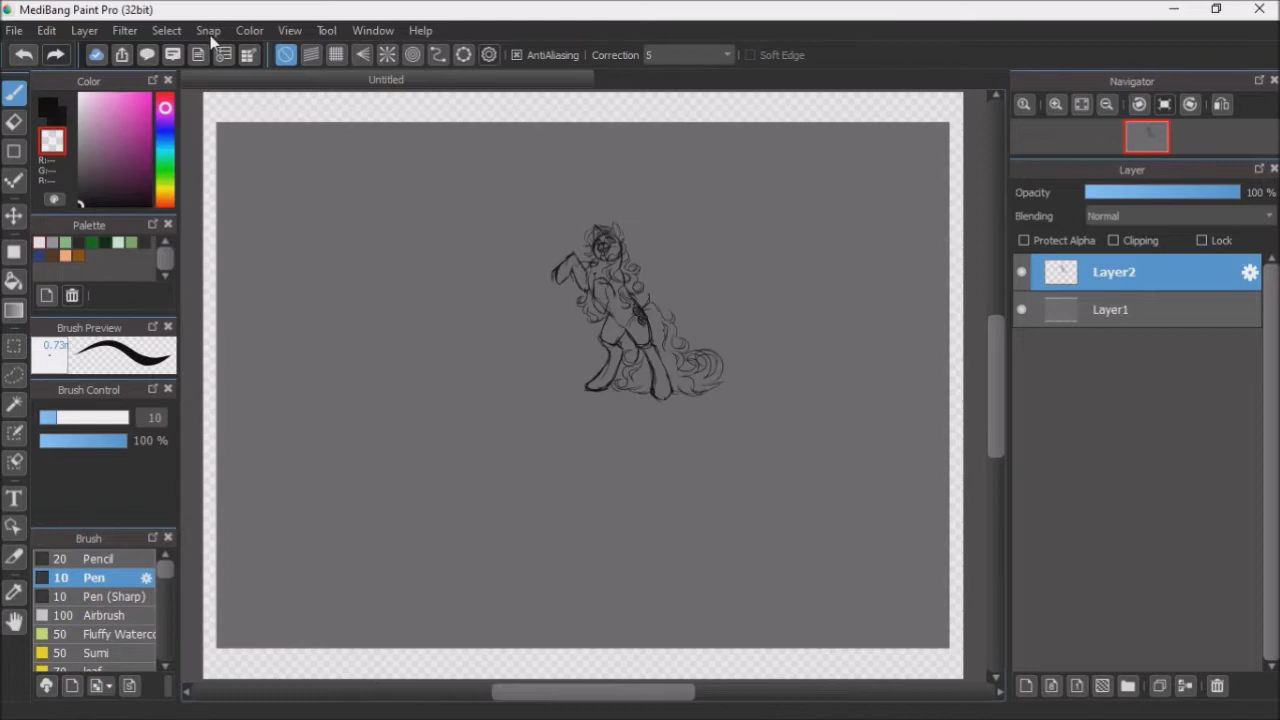 MediBang Paint Pro (32bit)
File Edit Layer Filter Select Snap Color View Tool Window Help
AntiAliasing Correction 5 Soft Edge
Color
Untitled
Navigator
R:---
G:---
B:---
Layer
Opacity 100 %
Blending Normal
Palette
Protect Alpha Clipping Lock
Layer2
Layer1
Brush Preview
Brush Control
10
100 %
Brush
20 Pencil
10 Pen
10 Pen (Sharp)
100 Airbrush
50 Fluffy Waterco
50 Sumi
70 leaf